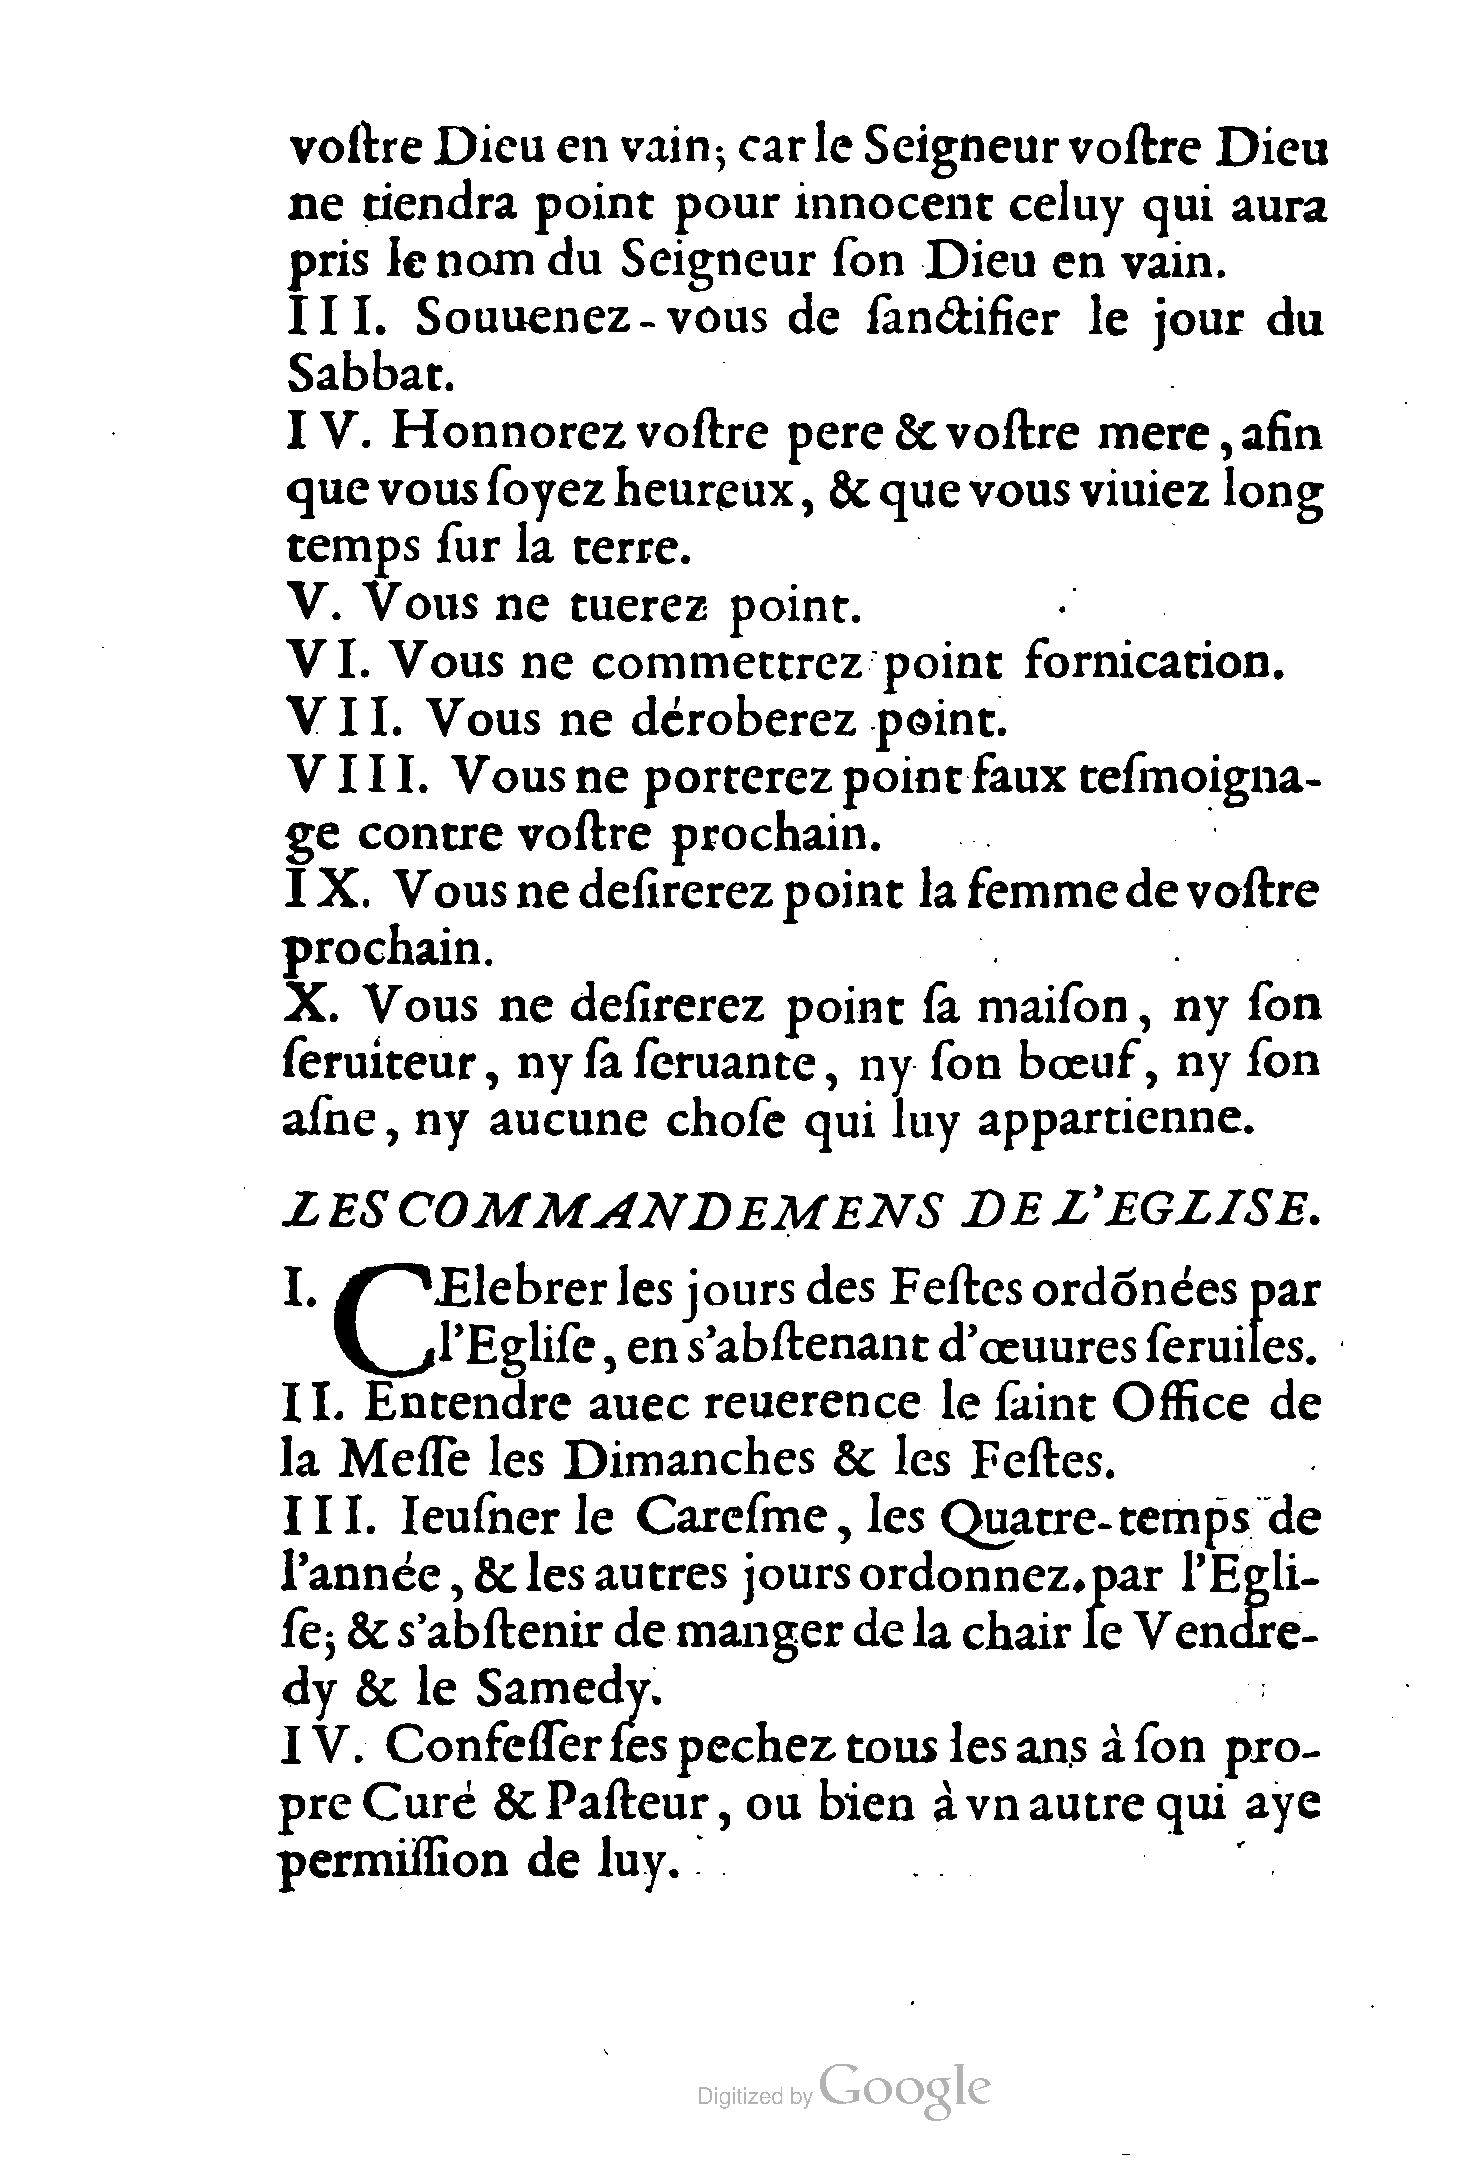 voſtre Dieu en vain; car le Seigneur voſtre Dieu
ne tiendra point pour innocent celuy qui aura
pris le nom du Seigneur ſon Dieu en vain.
III. Souuenez-vous de ſanctifier le jour du
Sabbat.
IV. Honnorez voſtre pere & voſtre mere, afin
que vous ſoyez heureux, & que vous viuiez long
temps ſur la terre.
V. Vous ne tuerez point.
VI. Vous ne commettrez point fornication.
VII. Vous ne déroberez point.
VIII. Vous ne porterez point faux teſmoigna-
ge contre voſtre prochain.
IX. Vous ne deſirerez point la femme de voſtre
prochain.
X. Vous ne deſirerez point ſa maiſon, ny ſon
ſeruiteur, ny ſa ſeruante, ny ſon bœuf, ny ſon
aſne, ny aucune choſe qui luy appartienne.
LES COMMANDEMENS DE L'EGLISE.
I. CElebrer les jours des Feſtes ordõnées par
l'Egliſe, en s'abſtenant d'œuures ſeruiles.
II. Entendre auec reuerence le ſaint Office de
la Meſſe les Dimanches & les Feſtes.
III. Ieuſner le Careſme, les Quatre-temps de
l'année, & les autres jours ordonnez par l'Egli-
ſe; & s'abſtenir de manger de la chair le Vendre-
dy & le Samedy.
IV. Confeſſer ſes pechez tous les ans à ſon pro-
pre Curé & Paſteur, ou bien à vn autre qui aye
permiſſion de luy.
Digitized by Google